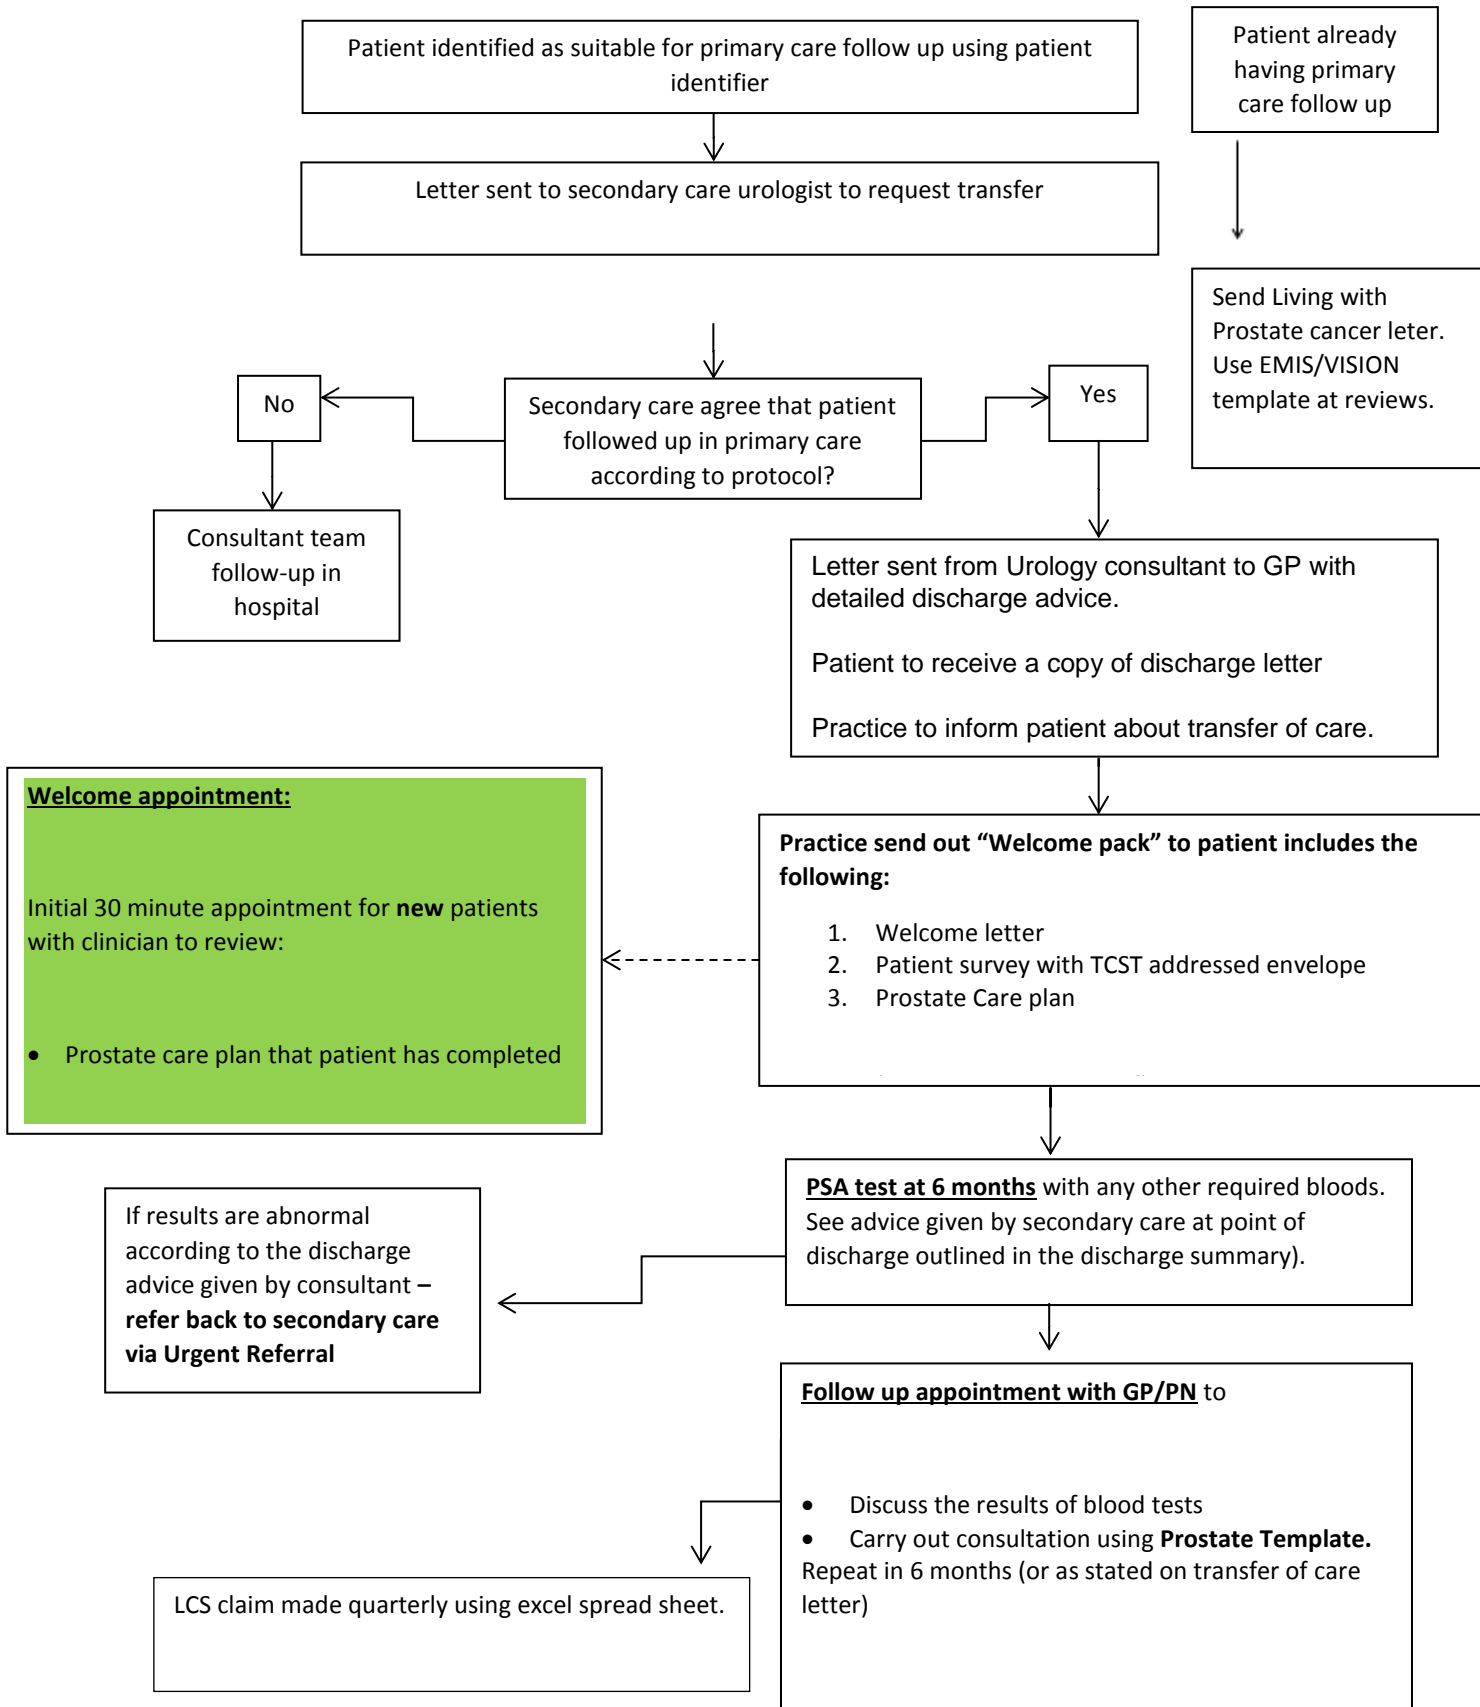 Patient identified as suitable for primary care follow up using patient
identifier
Patient already
having primary
care follow up
Letter sent to secondary care urologist to request transfer
Send Living with
Prostate cancer leter.
Use EMIS/VISION
template at reviews.
No
Secondary care agree that patient
followed up in primary care
according to protocol?
Yes
Consultant team
follow-up in
hospital
Letter sent from Urology consultant to GP with
detailed discharge advice.
Patient to receive a copy of discharge letter
Practice to inform patient about transfer of care.
Welcome appointment:
Initial 30 minute appointment for new patients
with clinician to review:
• Prostate care plan that patient has completed
Practice send out “Welcome pack” to patient includes the
following:
1. Welcome letter
2. Patient survey with TCST addressed envelope
3. Prostate Care plan
PSA test at 6 months with any other required bloods.
See advice given by secondary care at point of
discharge outlined in the discharge summary).
If results are abnormal
according to the discharge
advice given by consultant –
refer back to secondary care
via Urgent Referral
Follow up appointment with GP/PN to
• Discuss the results of blood tests
• Carry out consultation using Prostate Template.
Repeat in 6 months (or as stated on transfer of care
letter)
LCS claim made quarterly using excel spread sheet.